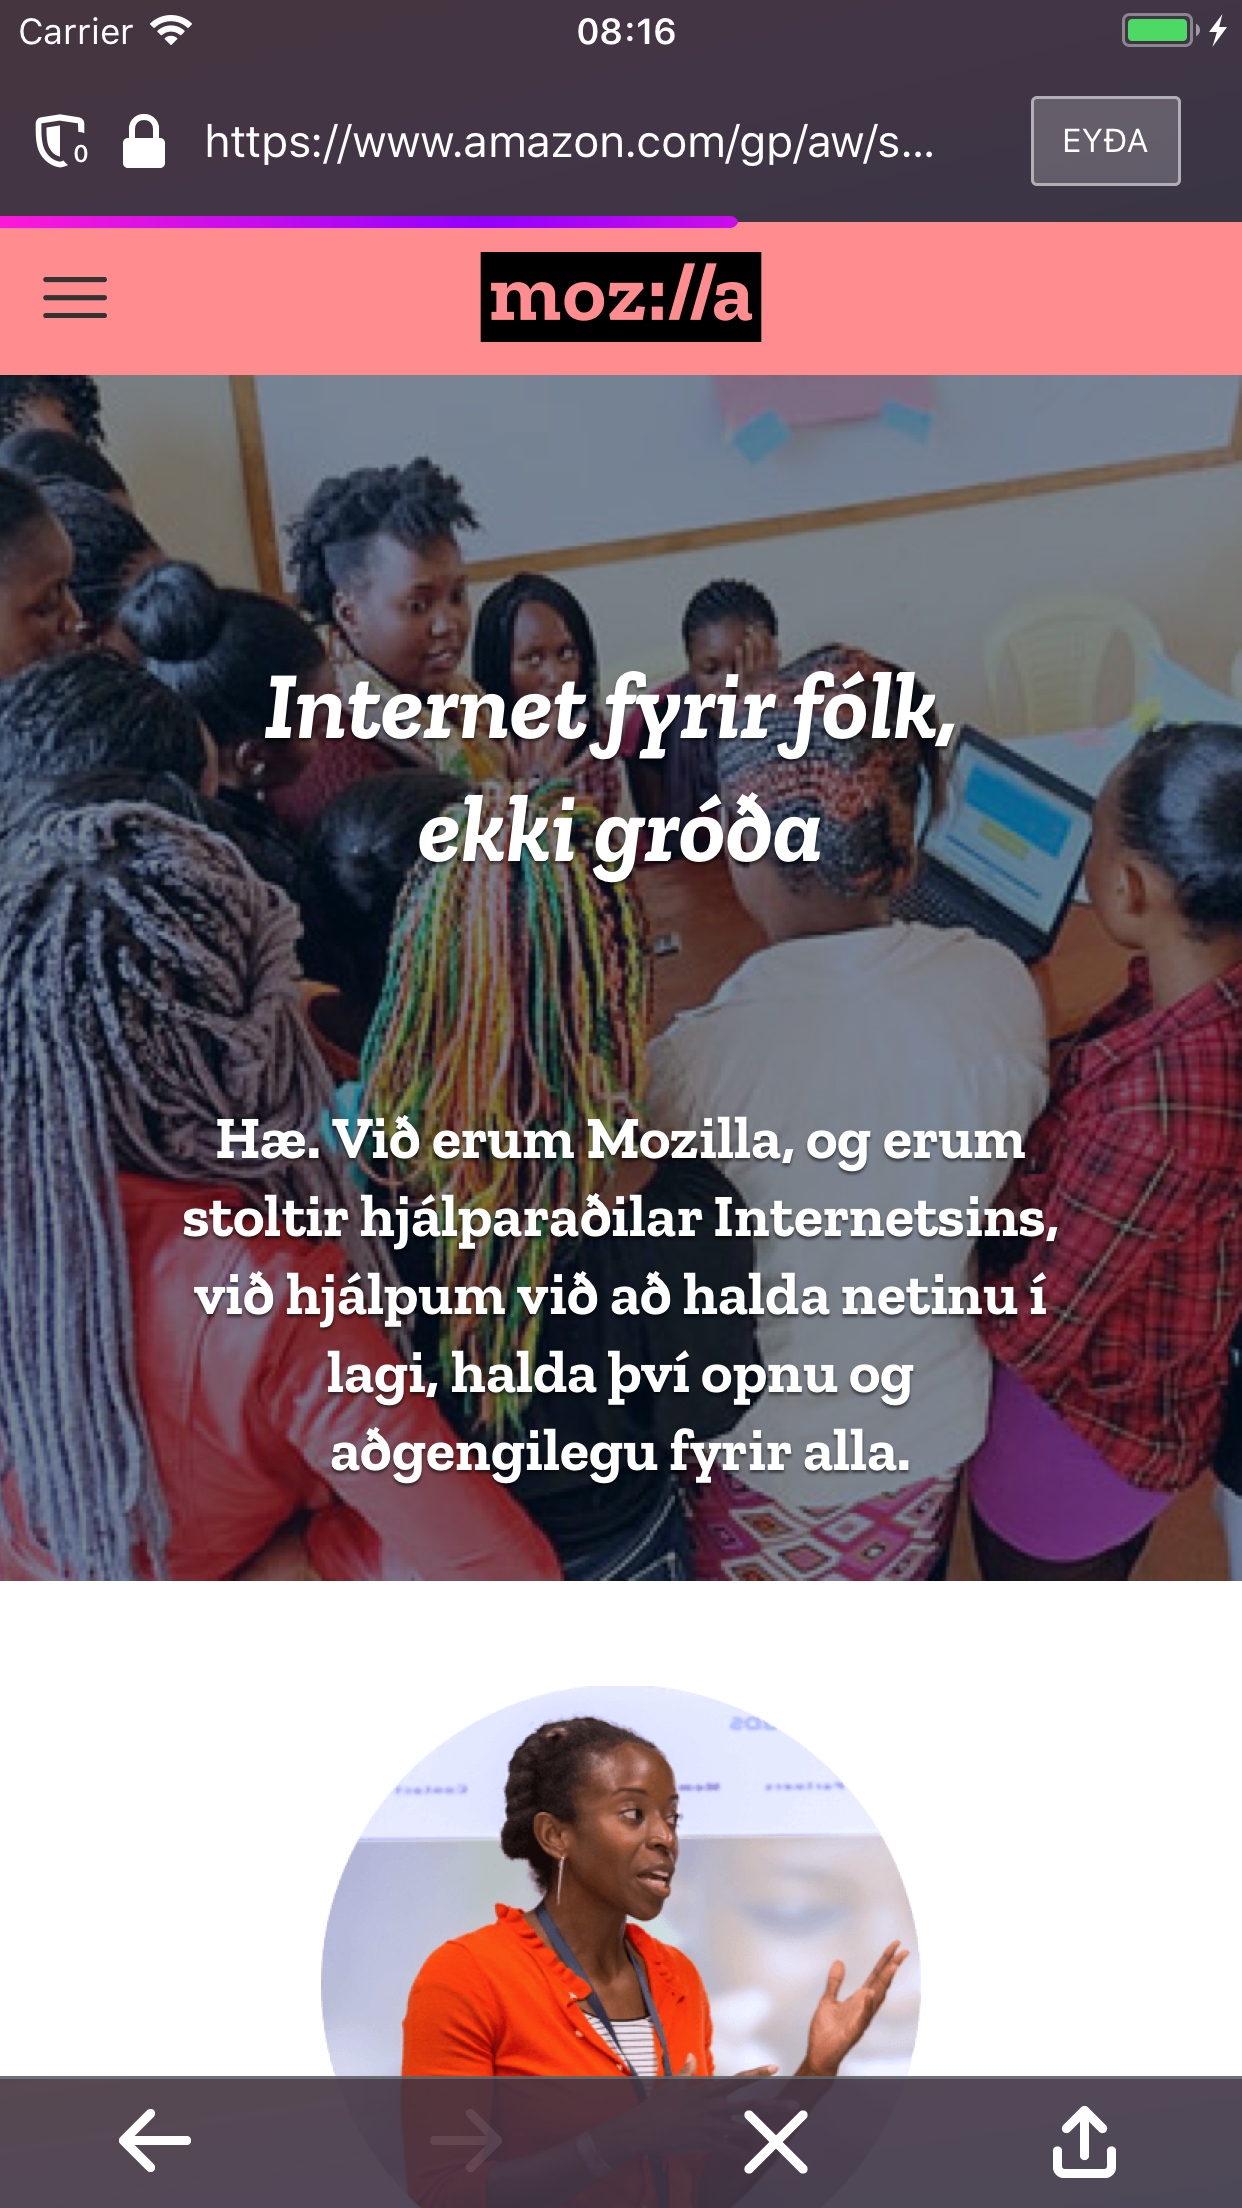 Carrier
08:16
0
https://www.amazon.com/gp/aw/s...
EYÐA
moz://a
Internet fyrir fólk,
ekki gróða
Hæ. Við erum Mozilla, og erum
stoltir hjálparaðilar Internetsins,
við hjálpum við að halda netinu í
lagi, halda því opnu og
aðgengilegu fyrir alla.